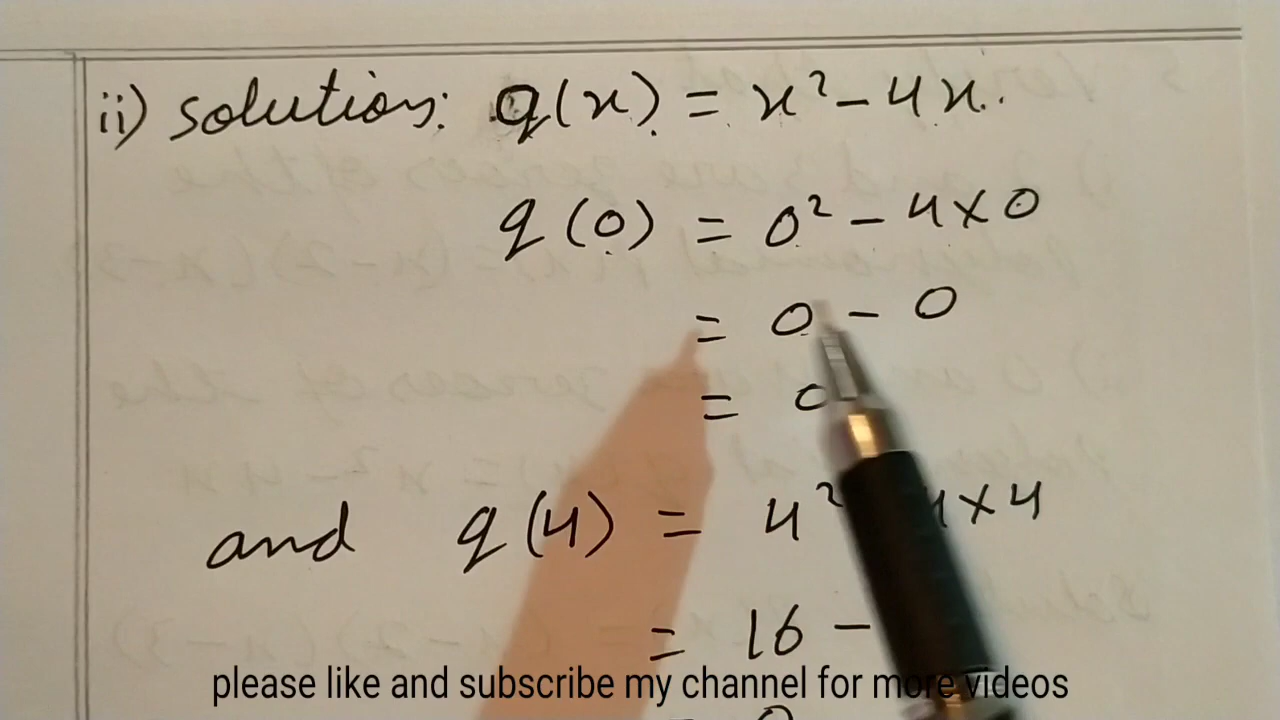 ii) solution: q(x) = x² - 4x.
q(0) = 0² - 4×0
= 0 - 0
= 0
and q(4) = 4² 4×4
= 16 -
=
please like and subscribe my channel for more videos